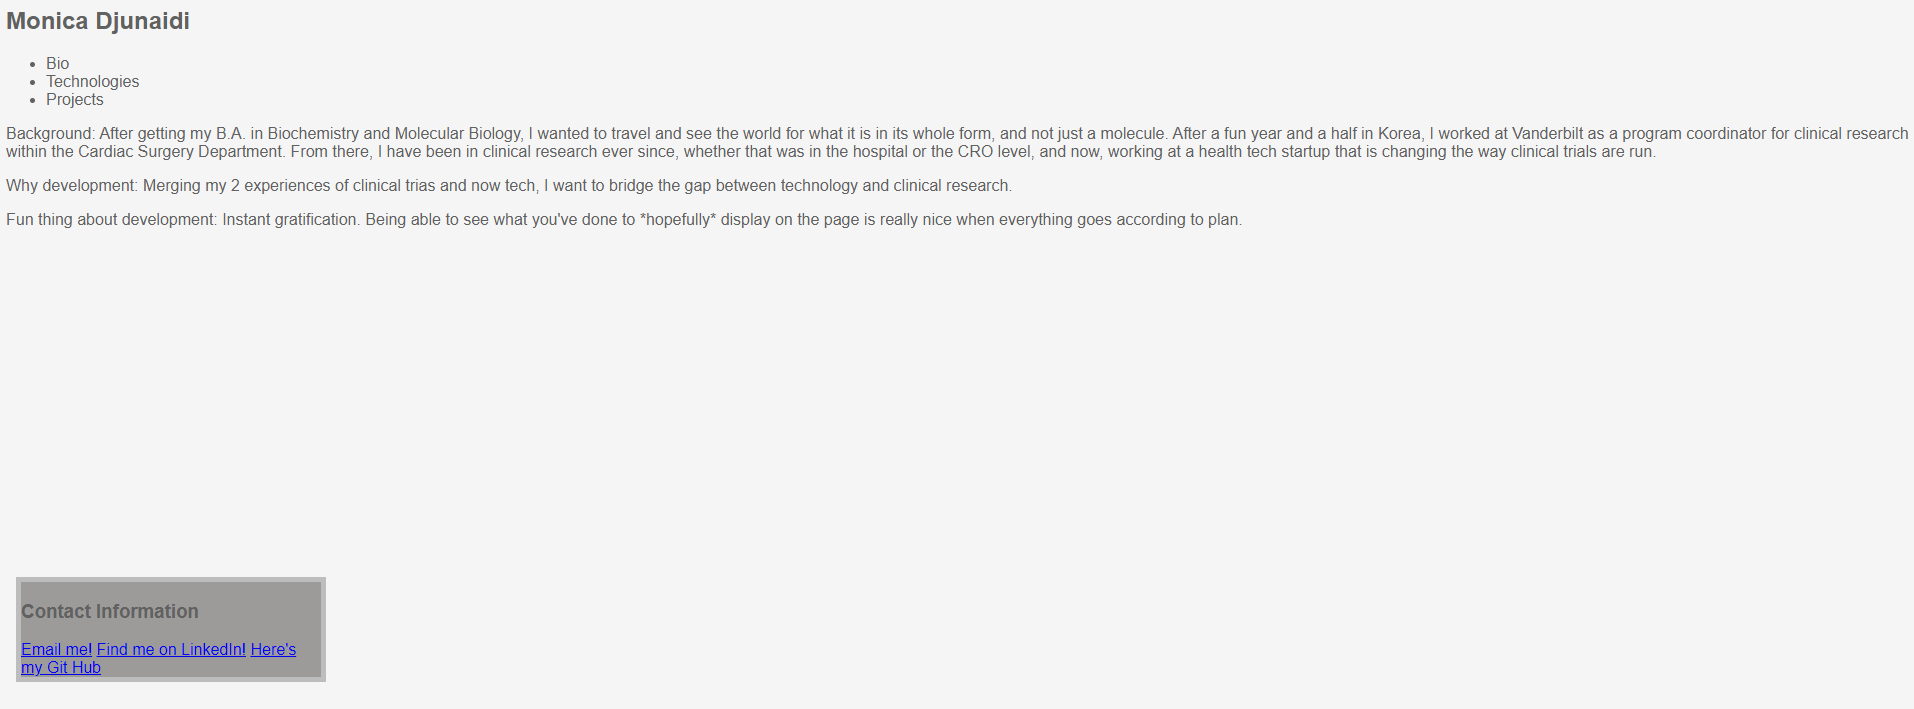 Monica Djunaidi
Bio
Technologies
Projects
Background: After getting my B.A. in Biochemistry and Molecular Biology, I wanted to travel and see the world for what it is in its whole form, and not just a molecule. After a fun year and a half in Korea, I worked at Vanderbilt as a program coordinator for clinical research
within the Cardiac Surgery Department. From there, I have been in clinical research ever since, whether that was in the hospital or the CRO level, and now, working at a health tech startup that is changing the way clinical trials are run.
Why development: Merging my 2 experiences of clinical trias and now tech, I want to bridge the gap between technology and clinical research.
Fun thing about development: Instant gratification. Being able to see what you've done to *hopefully* display on the page is really nice when everything goes according to plan.
Contact Information
Email me! Find me on LinkedIn! Here's
my Git Hub